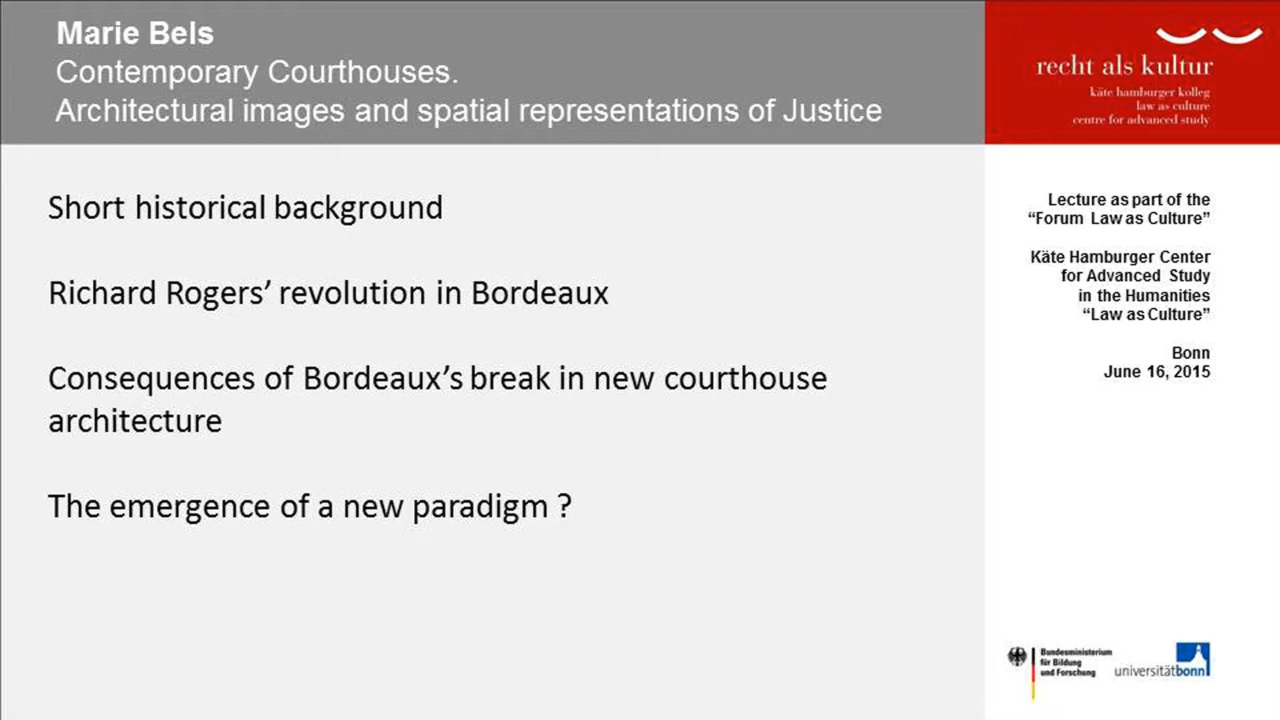 Marie Bels
Contemporary Courthouses.
Architectural images and spatial representations of Justice
recht als kultur
käte hamburger kolleg
law as culture
centre for advanced study
Short historical background
Richard Rogers’ revolution in Bordeaux
Consequences of Bordeaux’s break in new courthouse
architecture
The emergence of a new paradigm ?
Lecture as part of the
“Forum Law as Culture”
Käte Hamburger Center
for Advanced Study
in the Humanities
“Law as Culture”
Bonn
June 16, 2015
Bundesministerium
für Bildung
und Forschung
universitätbonn